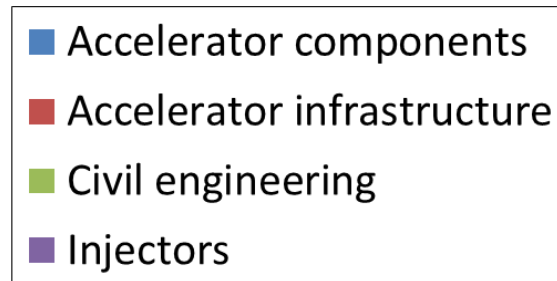 Accelerator components
Accelerator infrastructure
Civil engineering
Injectors